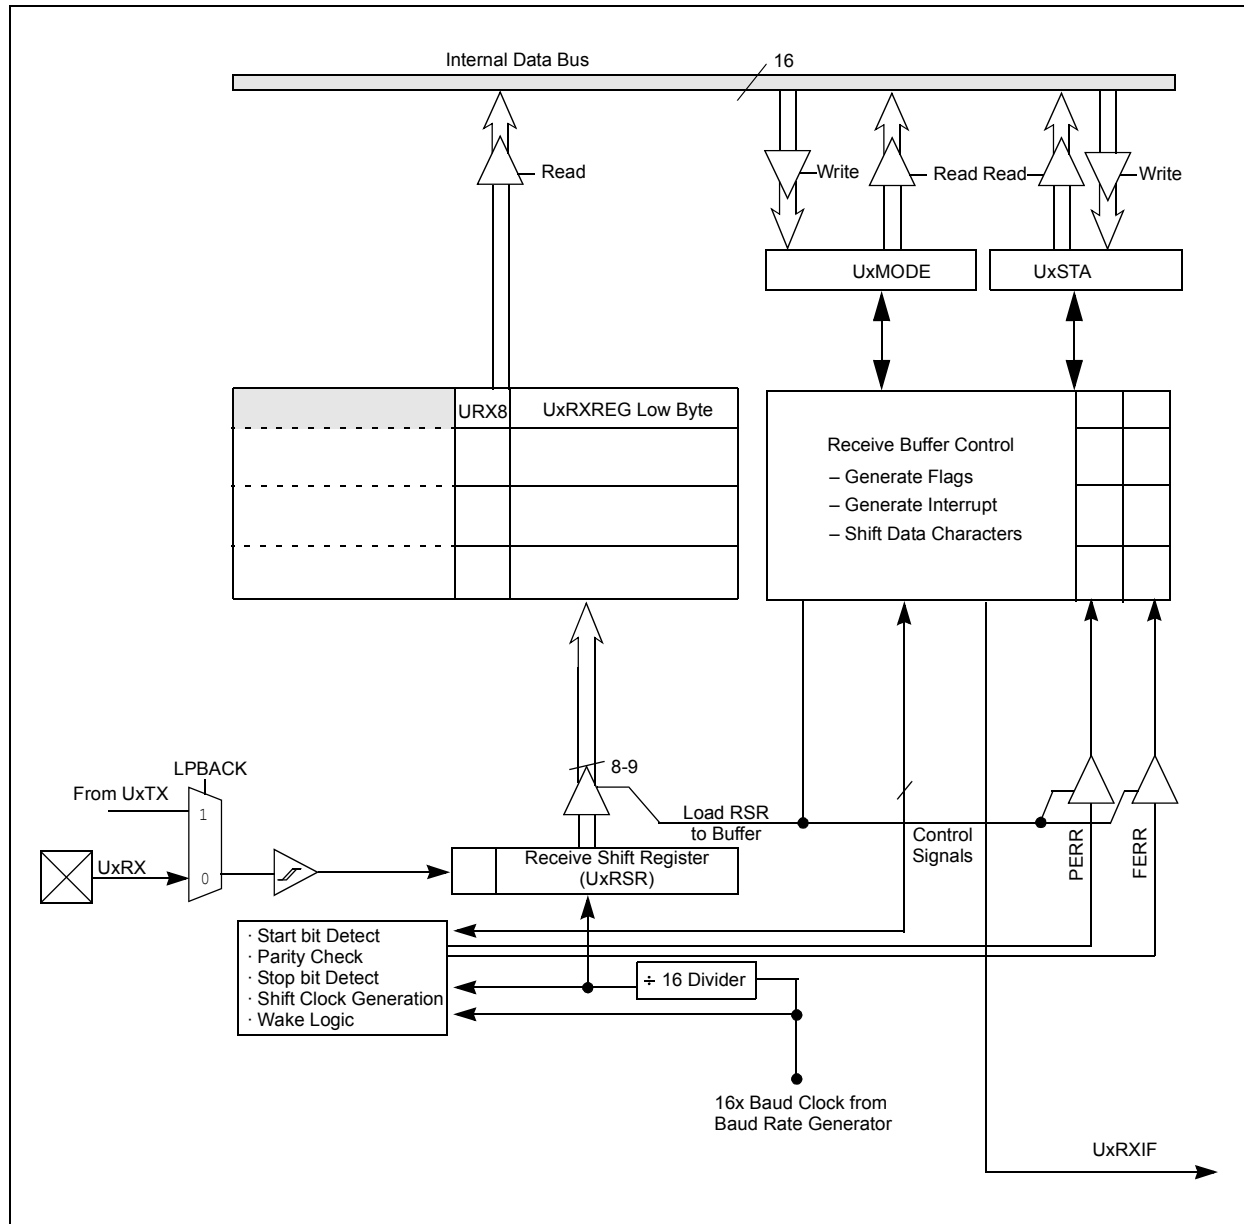 Internal Data Bus
16
Read
Write
Read Read
Write
UxMODE
UxSTA
URX8
UxRXREG Low Byte
Receive Buffer Control
– Generate Flags
– Generate Interrupt
– Shift Data Characters
LPBACK
From UxTX
1
UxRX
0
8-9
Load RSR
to Buffer
Control
Signals
PERR
FERR
Receive Shift Register
(UxRSR)
· Start bit Detect
· Parity Check
· Stop bit Detect
· Shift Clock Generation
· Wake Logic
÷ 16 Divider
16x Baud Clock from
Baud Rate Generator
UxRXIF